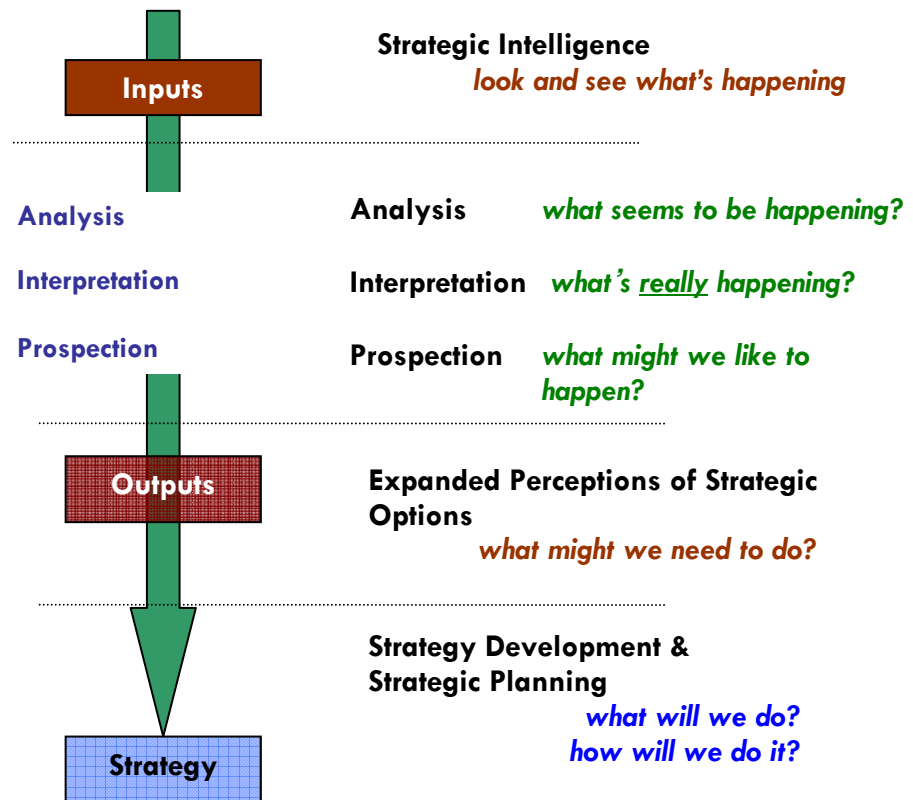 Strategic Intelligence
Inputs
look and see what's happening
Analysis
Analysis
what seems to be happening?
Interpretation
Interpretation
what's really happening?
Prospection
Prospection
what might we like to
happen?
Outputs
Expanded Perceptions of Strategic
Options
what might we need to do?
Strategy Development &
Strategic Planning
what will we do?
how will we do it?
Strategy